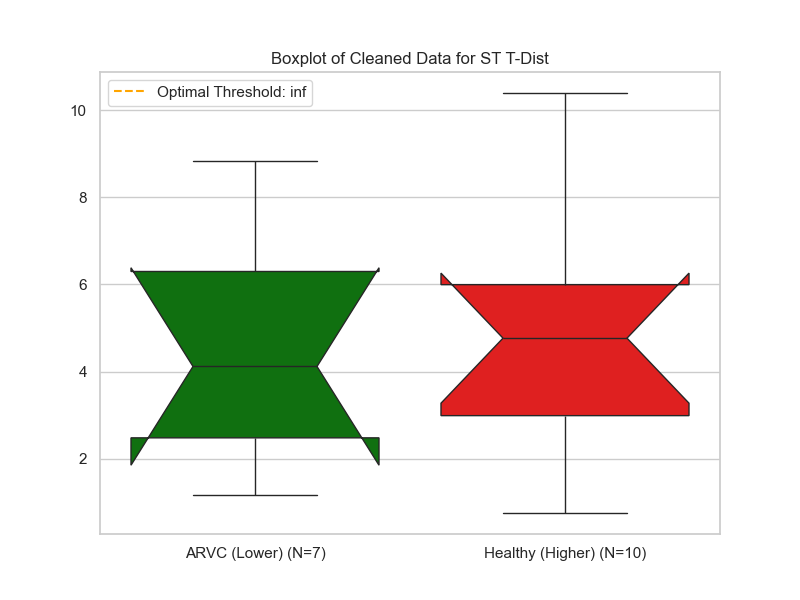 Boxplot of Cleaned Data for ST T-Dist
Optimal Threshold: inf
10
8
6
4
2
ARVC (Lower) (N=7)
Healthy (Higher) (N=10)